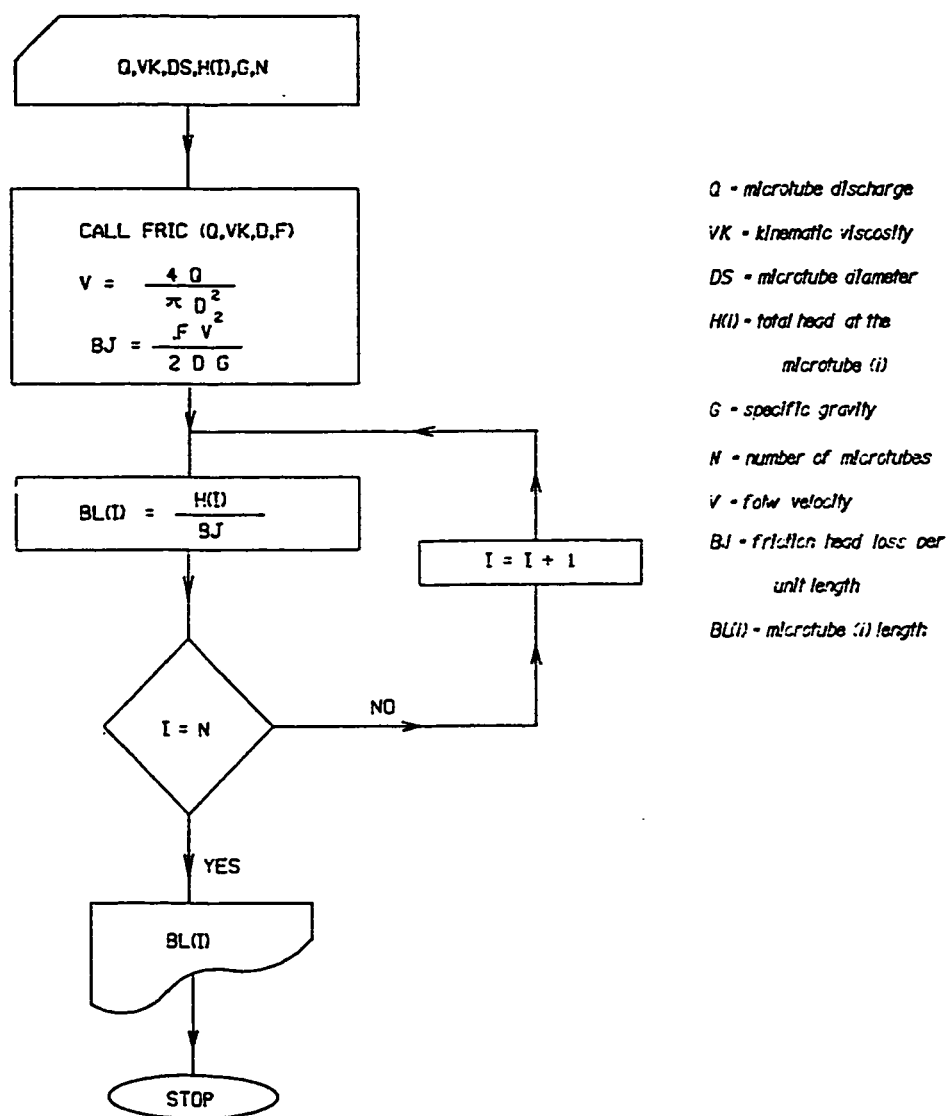 Q,VK,DS,H(I),G,N
CALL FRIC (Q,VK,D,F)
V = 4 Q / π D²
BJ = F V² / 2 D G
BL(I) = H(I) / BJ
I = I + 1
I = N
NO
YES
BL(I)
STOP
Q - microtube discharge
VK - kinematic viscosity
DS - microtube diameter
H(i) - total head at the
microtube (i)
G - specific gravity
N - number of microtubes
V - folw velocity
BJ - friction head loss per
unit length
BL(i) - microtube (i) length